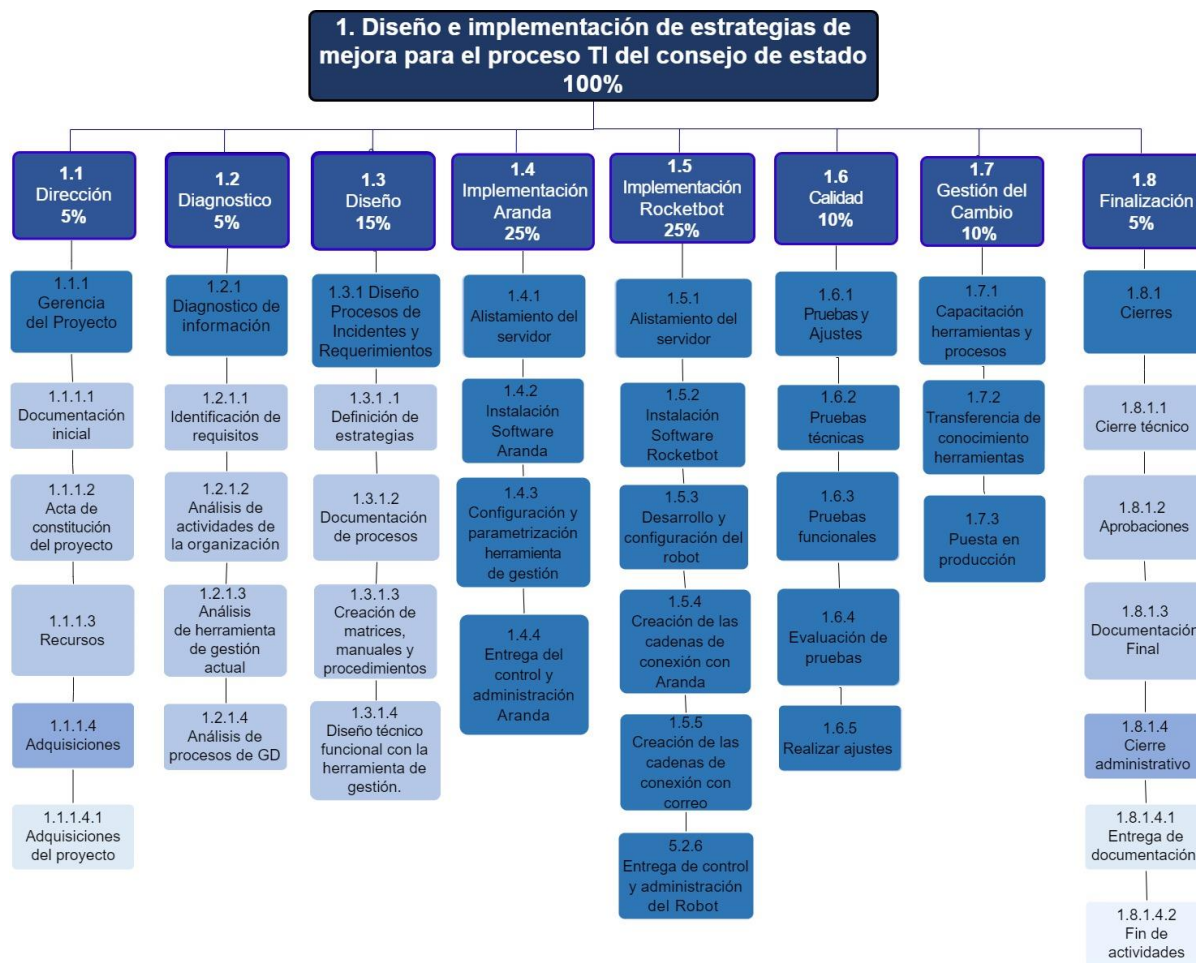 1. Diseño e implementación de estrategias de
mejora para el proceso TI del consejo de estado
100%
1.1
Dirección
5%
1.2
Diagnostico
5%
1.3
Diseño
15%
1.4
Implementación
Aranda
25%
1.5
Implementación
Rocketbot
25%
1.6
Calidad
10%
1.7
Gestión del
Cambio
10%
1.8
Finalización
5%
1.1.1
Gerencia
del Proyecto
1.1.1.1
Documentación
inicial
1.1.1.2
Acta de
constitución
del proyecto
1.1.1.3
Recursos
1.1.1.4
Adquisiciones
1.1.1.4.1
Adquisiciones
del proyecto
1.2.1
Diagnostico de
información
1.2.1.1
Identificación de
requisitos
1.2.1.2
Análisis de
actividades de
la organización
1.2.1.3
Análisis
de herramienta
de gestión
actual
1.2.1.4
Análisis de
procesos de GD
1.3.1 Diseño
Procesos de
Incidentes y
Requerimientos
1.3.1 .1
Definición de
estrategias
1.3.1.2
Documentación
de procesos
1.3.1.3
Creación de
matrices,
manuales y
procedimientos
1.3.1.4
Diseño técnico
funcional con la
herramienta de
gestión.
1.4.1
Alistamiento del
servidor
1.4.2
Instalación
Software
Aranda
1.4.3
Configuración y
parametrización
herramienta
de gestión
1.4.4
Entrega del
control y
administración
Aranda
1.5.1
Alistamiento del
servidor
1.5.2
Instalación
Software
Rocketbot
1.5.3
Desarrollo y
configuración del
robot
1.5.4
Creación de las
cadenas de
conexión con
Aranda
1.5.5
Creación de las
cadenas de
conexión con
correo
5.2.6
Entrega de control
y administración
del Robot
1.6.1
Pruebas y
Ajustes
1.6.2
Pruebas
técnicas
1.6.3
Pruebas
funcionales
1.6.4
Evaluación de
pruebas
1.6.5
Realizar ajustes
1.7.1
Capacitación
herramientas y
procesos
1.7.2
Transferencia de
conocimiento
herramientas
1.7.3
Puesta en
producción
1.8.1
Cierres
1.8.1.1
Cierre técnico
1.8.1.2
Aprobaciones
1.8.1.3
Documentación
Final
1.8.1.4
Cierre
administrativo
1.8.1.4.1
Entrega de
documentación
1.8.1.4.2
Fin de
actividades